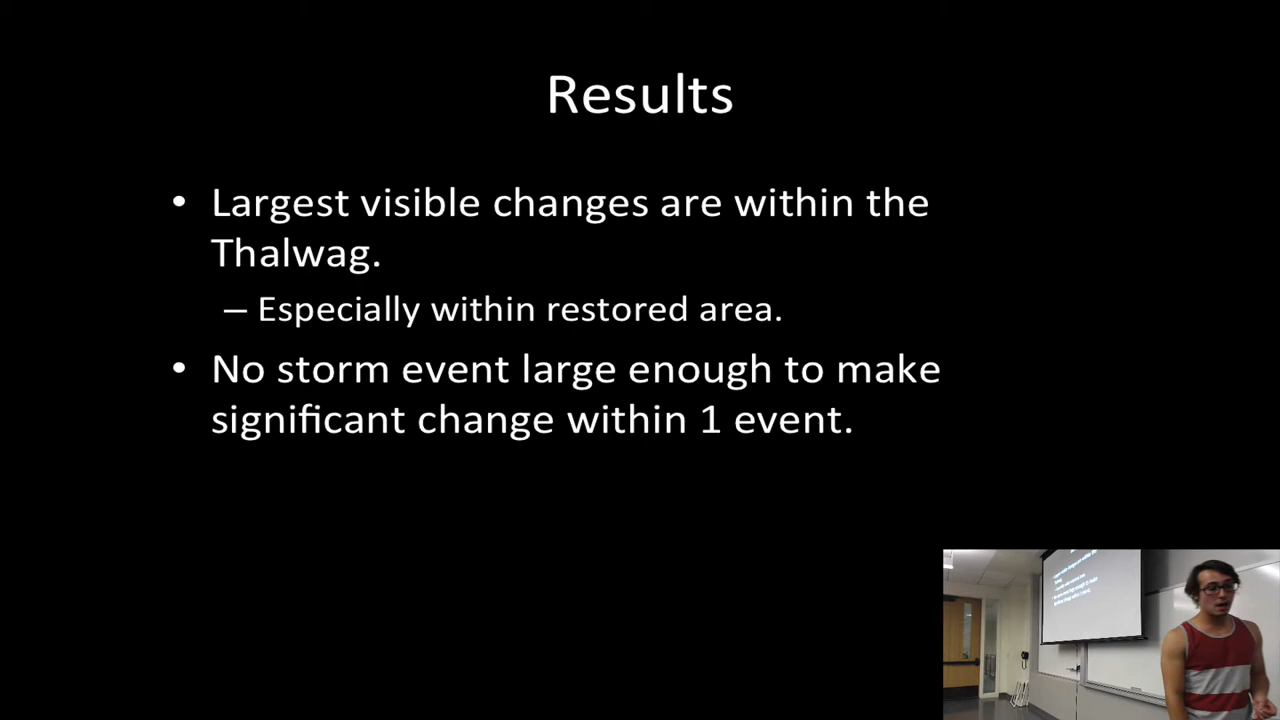 Results
• Largest visible changes are within the
Thalwag.
– Especially within restored area.
• No storm event large enough to make
significant change within 1 event.